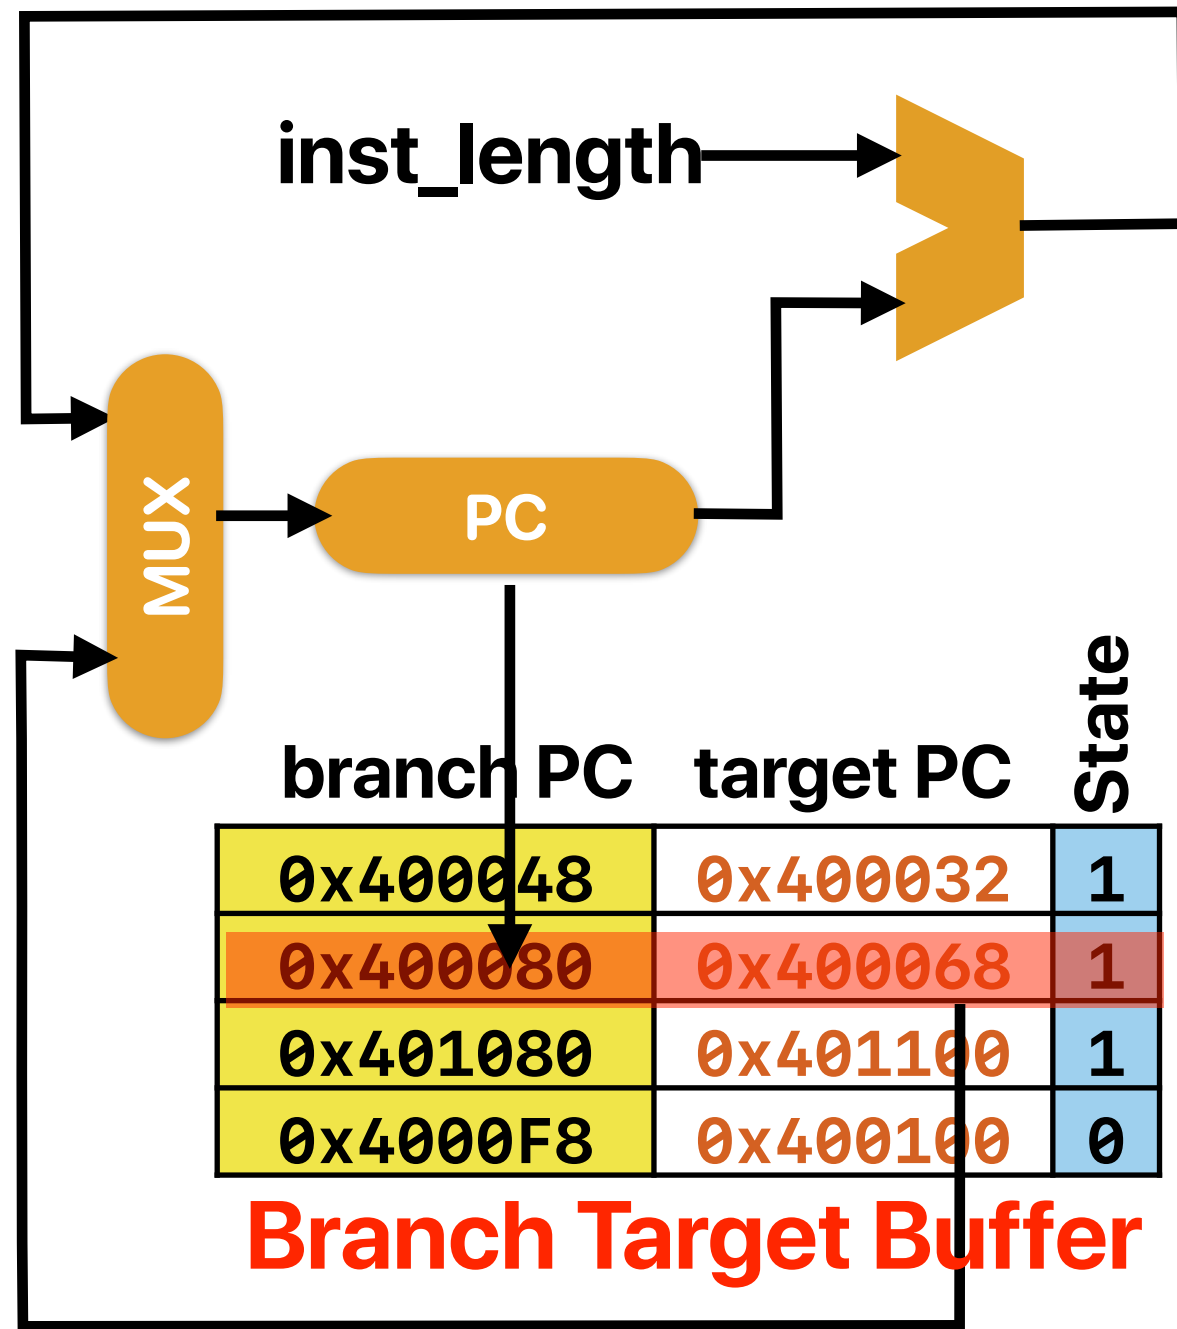 inst_length
MUX
PC
State
branch PC target PC
0x400048 0x400032 1
0x400080 0x400068 1
0x401080 0x401100 1
0x4000F8 0x400100 0
Branch Target Buffer